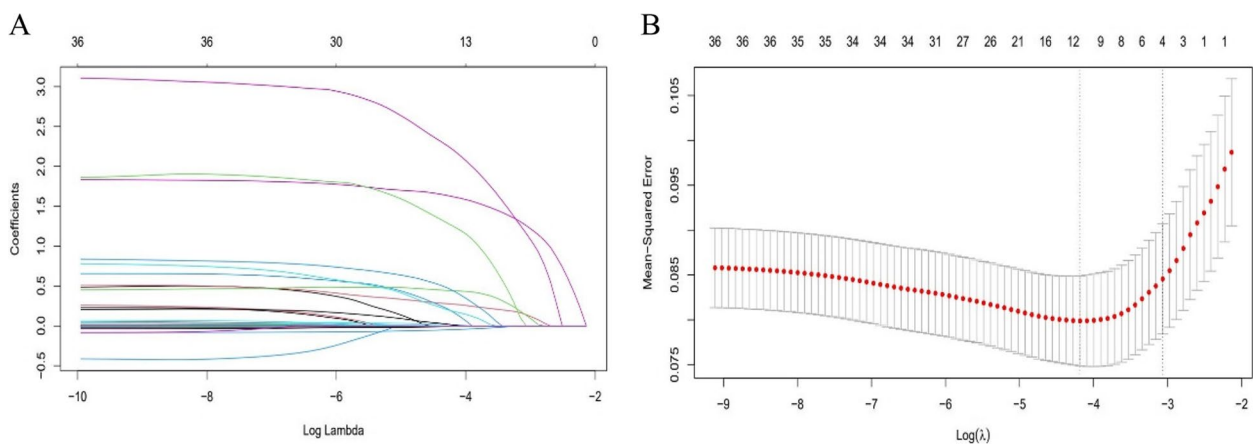 A
36 36 30 13 0
Coefficients
3.0
2.5
2.0
1.5
1.0
0.5
0.0
−0.5
−10 −8 −6 −4 −2
Log Lambda
B
36 36 36 35 35 34 34 34 31 27 26 21 16 12 9 8 6 4 3 1 1
Mean−Squared Error
0.105
0.095
0.085
0.075
−9 −8 −7 −6 −5 −4 −3 −2
Log(λ)